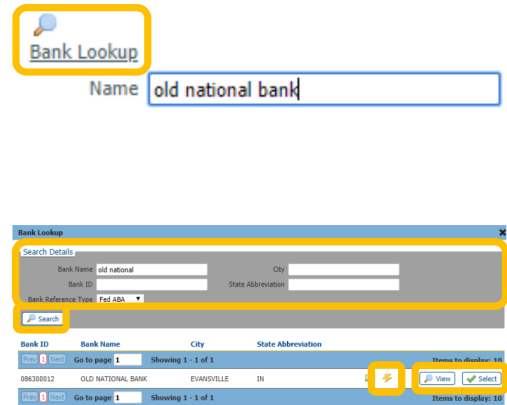 Bank Lookup
Name old national bank
Bank Lookup x
Search Details
Bank Name old national City
Bank ID State Abbreviation
Bank Reference Type Fed ABA
Search
Bank ID Bank Name City State Abbreviation
Prev 1 Next Go to page 1 Showing 1 - 1 of 1 Items to display: 10
086300012 OLD NATIONAL BANK EVANSVILLE IN View Select
Prev 1 Next Go to page 1 Showing 1 - 1 of 1 Items to display: 10